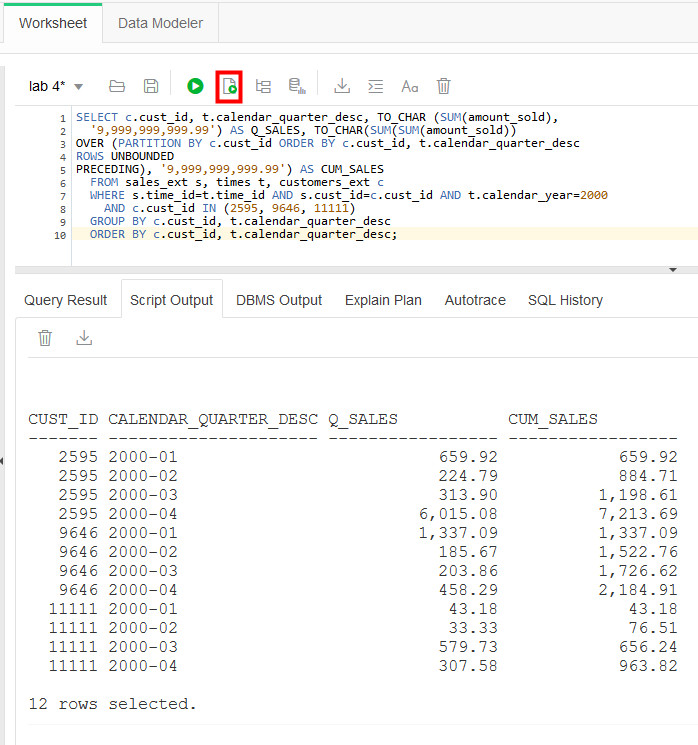 Worksheet Data Modeler
lab 4*
Aa
1 SELECT c.cust_id, t.calendar_quarter_desc, TO_CHAR (SUM(amount_sold),
2 '9,999,999,999.99') AS Q_SALES, TO_CHAR(SUM(SUM(amount_sold))
3 OVER (PARTITION BY c.cust_id ORDER BY c.cust_id, t.calendar_quarter_desc
4 ROWS UNBOUNDED
5 PRECEDING), '9,999,999,999.99') AS CUM_SALES
6 FROM sales_ext s, times t, customers_ext c
7 WHERE s.time_id=t.time_id AND s.cust_id=c.cust_id AND t.calendar_year=2000
8 AND c.cust_id IN (2595, 9646, 11111)
9 GROUP BY c.cust_id, t.calendar_quarter_desc
10 ORDER BY c.cust_id, t.calendar_quarter_desc;
Query Result Script Output DBMS Output Explain Plan Autotrace SQL History
CUST_ID CALENDAR_QUARTER_DESC Q_SALES CUM_SALES
------- --------------------- ----------------- -----------------
2595 2000-01 659.92 659.92
2595 2000-02 224.79 884.71
2595 2000-03 313.90 1,198.61
2595 2000-04 6,015.08 7,213.69
9646 2000-01 1,337.09 1,337.09
9646 2000-02 185.67 1,522.76
9646 2000-03 203.86 1,726.62
9646 2000-04 458.29 2,184.91
11111 2000-01 43.18 43.18
11111 2000-02 33.33 76.51
11111 2000-03 579.73 656.24
11111 2000-04 307.58 963.82
12 rows selected.